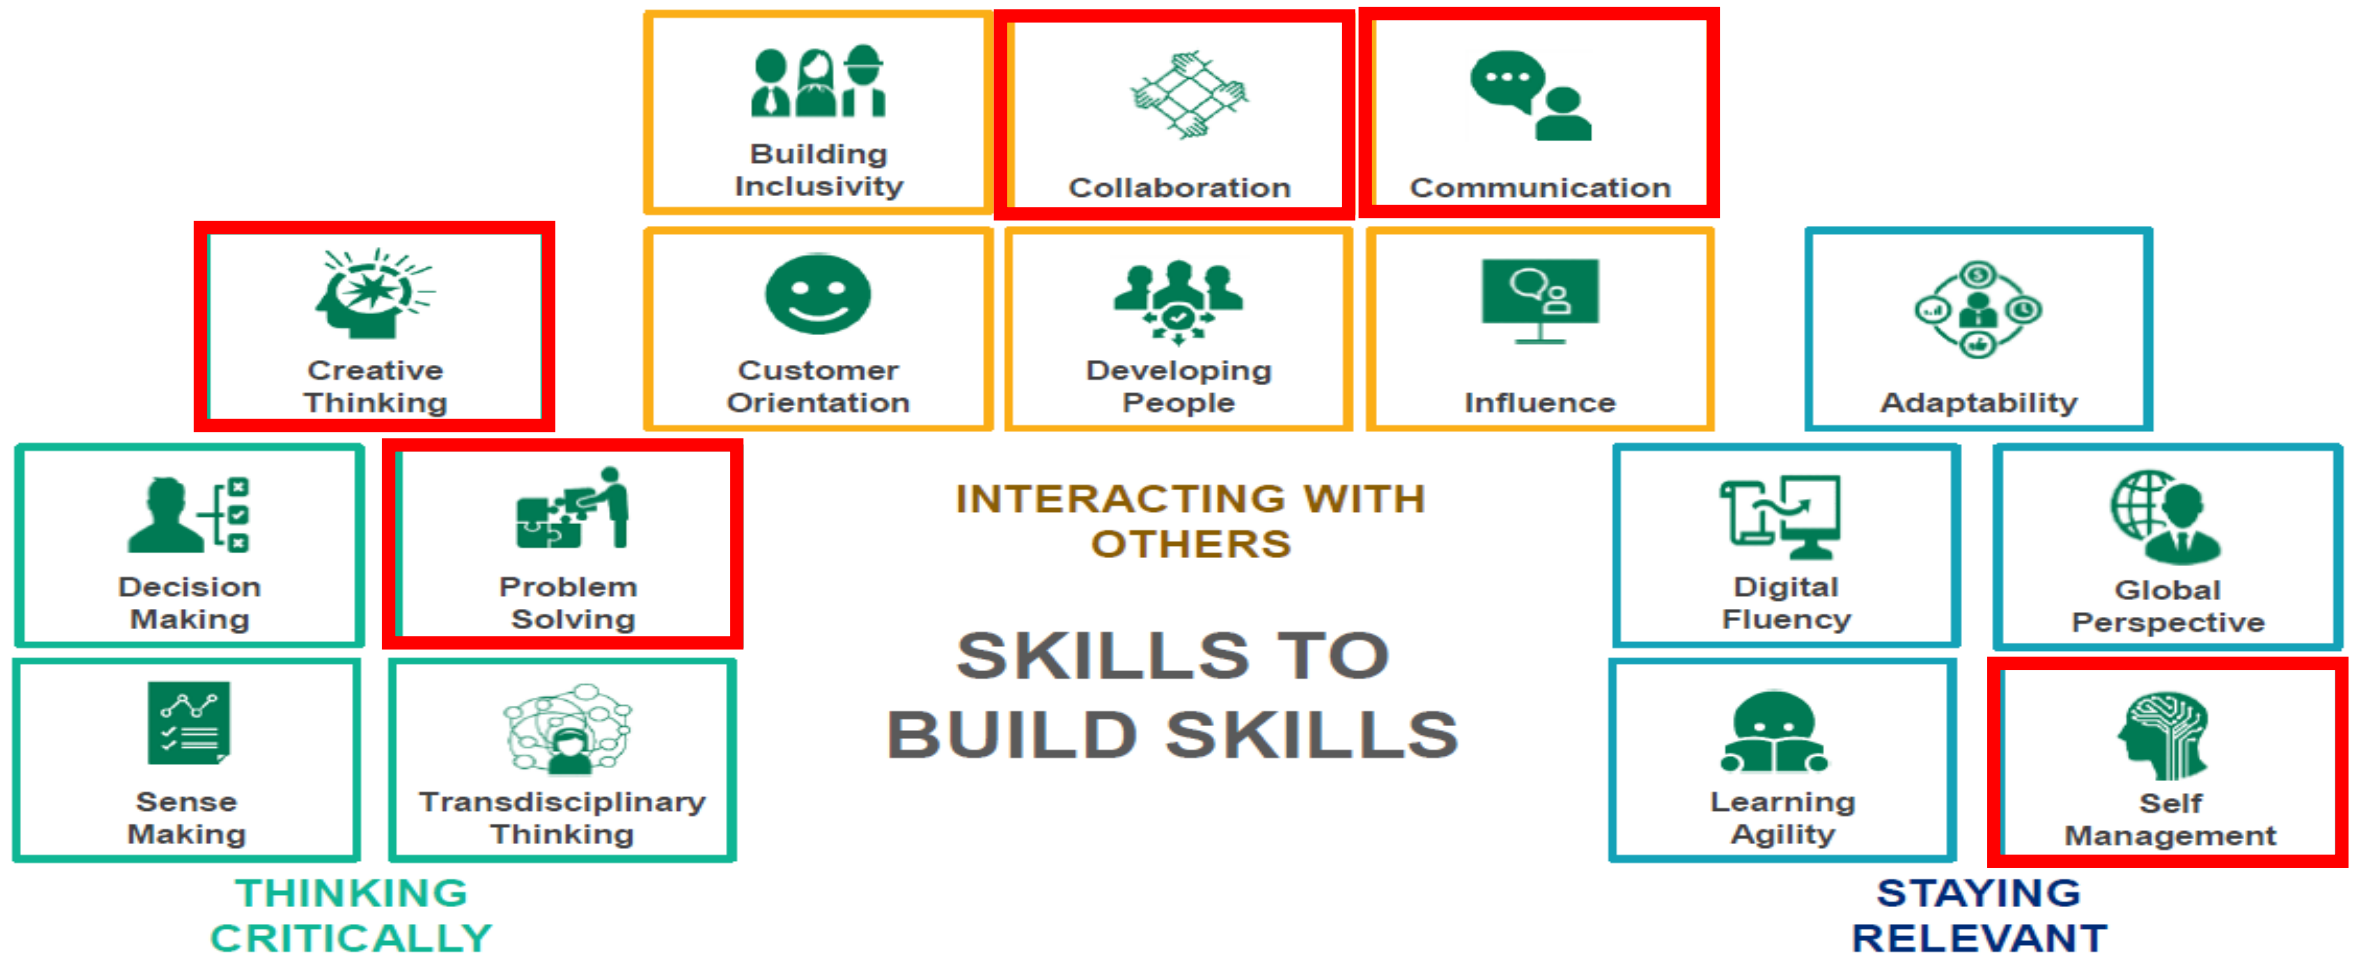 Building
Inclusivity
Collaboration
Communication
Creative
Thinking
Customer
Orientation
Developing
People
Influence
Adaptability
Decision
Making
Problem
Solving
INTERACTING WITH
OTHERS
Digital
Fluency
Global
Perspective
SKILLS TO
BUILD SKILLS
Sense
Making
Transdisciplinary
Thinking
Learning
Agility
Self
Management
THINKING
CRITICALLY
STAYING
RELEVANT